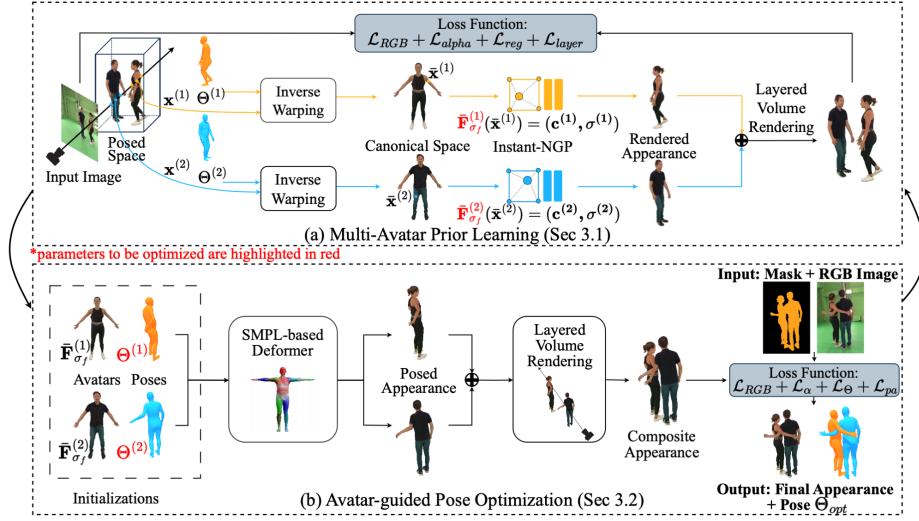 Loss Function:
ℒ_RGB + ℒ_alpha + ℒ_reg + ℒ_layer
x̄^(1)
x^(1) Θ^(1)
Inverse
Warping
Layered
Volume
Rendering
Posed
Space
Canonical Space
F̄_σf^(1)(x̄^(1)) = (c^(1), σ^(1))
Instant-NGP
Rendered
Appearance
Input Image
x^(2) Θ^(2)
Inverse
Warping
x̄^(2)
F̄_σf^(2)(x̄^(2)) = (c^(2), σ^(2))
(a) Multi-Avatar Prior Learning (Sec 3.1)
*parameters to be optimized are highlighted in red
Input: Mask + RGB Image
F̄_σf^(1) Θ^(1)
Avatars Poses
F̄_σf^(2) Θ^(2)
Initializations
SMPL-based
Deformer
Posed
Appearance
Layered
Volume
Rendering
Composite
Appearance
Loss Function:
ℒ_RGB + ℒ_α + ℒ_Θ + ℒ_pa
Output: Final Appearance
+ Pose Θ_opt
(b) Avatar-guided Pose Optimization (Sec 3.2)